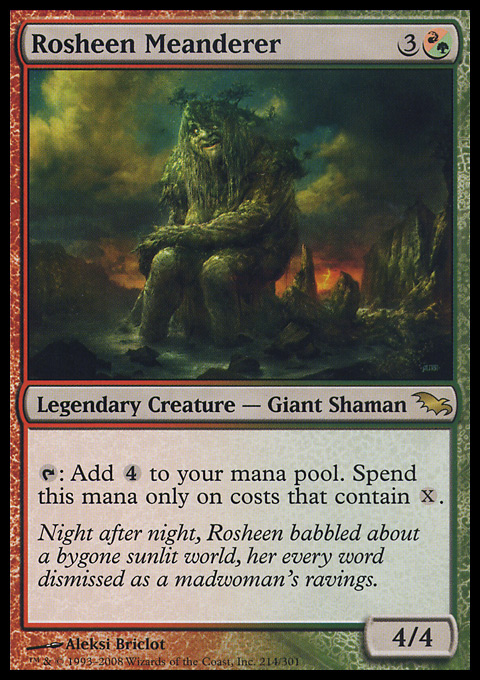 Rosheen Meanderer 3
Legendary Creature — Giant Shaman
: Add 4 to your mana pool. Spend
this mana only on costs that contain X.
Night after night, Rosheen babbled about
a bygone sunlit world, her every word
dismissed as a madwoman's ravings.
Aleksi Briclot
4/4
™ & © 1993–2008 Wizards of the Coast, Inc. 214/301